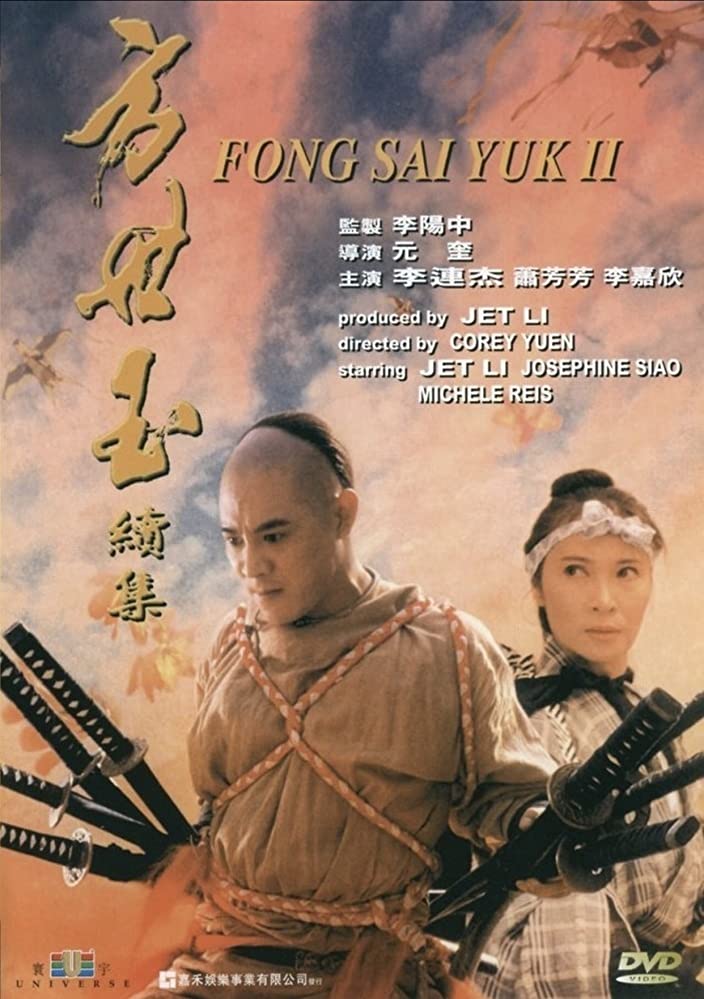 方世玉
續集
FONG SAI YUK II
監製 李陽中
導演 元 奎
主演 李連杰 蕭芳芳 李嘉欣
produced by JET LI
directed by COREY YUEN
starring JET LI JOSEPHINE SIAO
MICHELE REIS
寰 U 宇
UNIVERSE
嘉禾娛樂事業有限公司發行
DVD
VIDEO